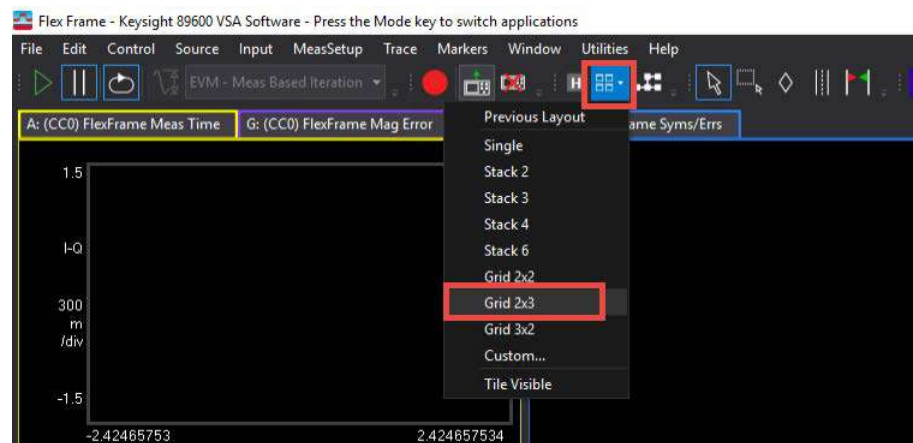 Flex Frame - Keysight 89600 VSA Software - Press the Mode key to switch applications
File Edit Control Source Input MeasSetup Trace Markers Window Utilities Help
EVM - Meas Based Iteration
A: (CC0) FlexFrame Meas Time G: (CC0) FlexFrame Mag Error ame Syms/Errs
Previous Layout
Single
Stack 2
Stack 3
Stack 4
Stack 6
Grid 2x2
Grid 2x3
Grid 3x2
Custom...
Tile Visible
1.5
I-Q
300
m
/div
-1.5
-2.42465753 2.424657534